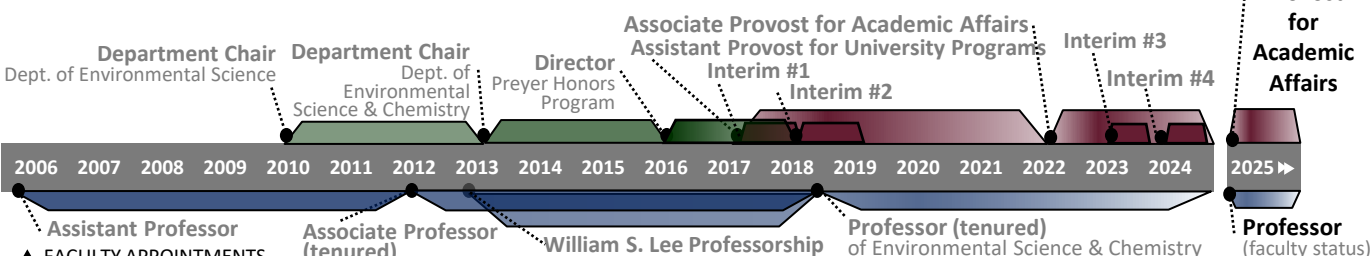 for
Academic
Affairs
Associate Provost for Academic Affairs
Assistant Provost for University Programs
Interim #1
Interim #2
Interim #3
Interim #4
Department Chair
Dept. of Environmental Science
Department Chair
Dept. of
Environmental
Science & Chemistry
Director
Preyer Honors
Program
2006 2007 2008 2009 2010 2011 2012 2013 2014 2015 2016 2017 2018 2019 2020 2021 2022 2023 2024 2025
Assistant Professor
Associate Professor
(tenured)
William S. Lee Professorship
Professor (tenured)
of Environmental Science & Chemistry
Professor
(faculty status)
FACULTY APPOINTMENTS